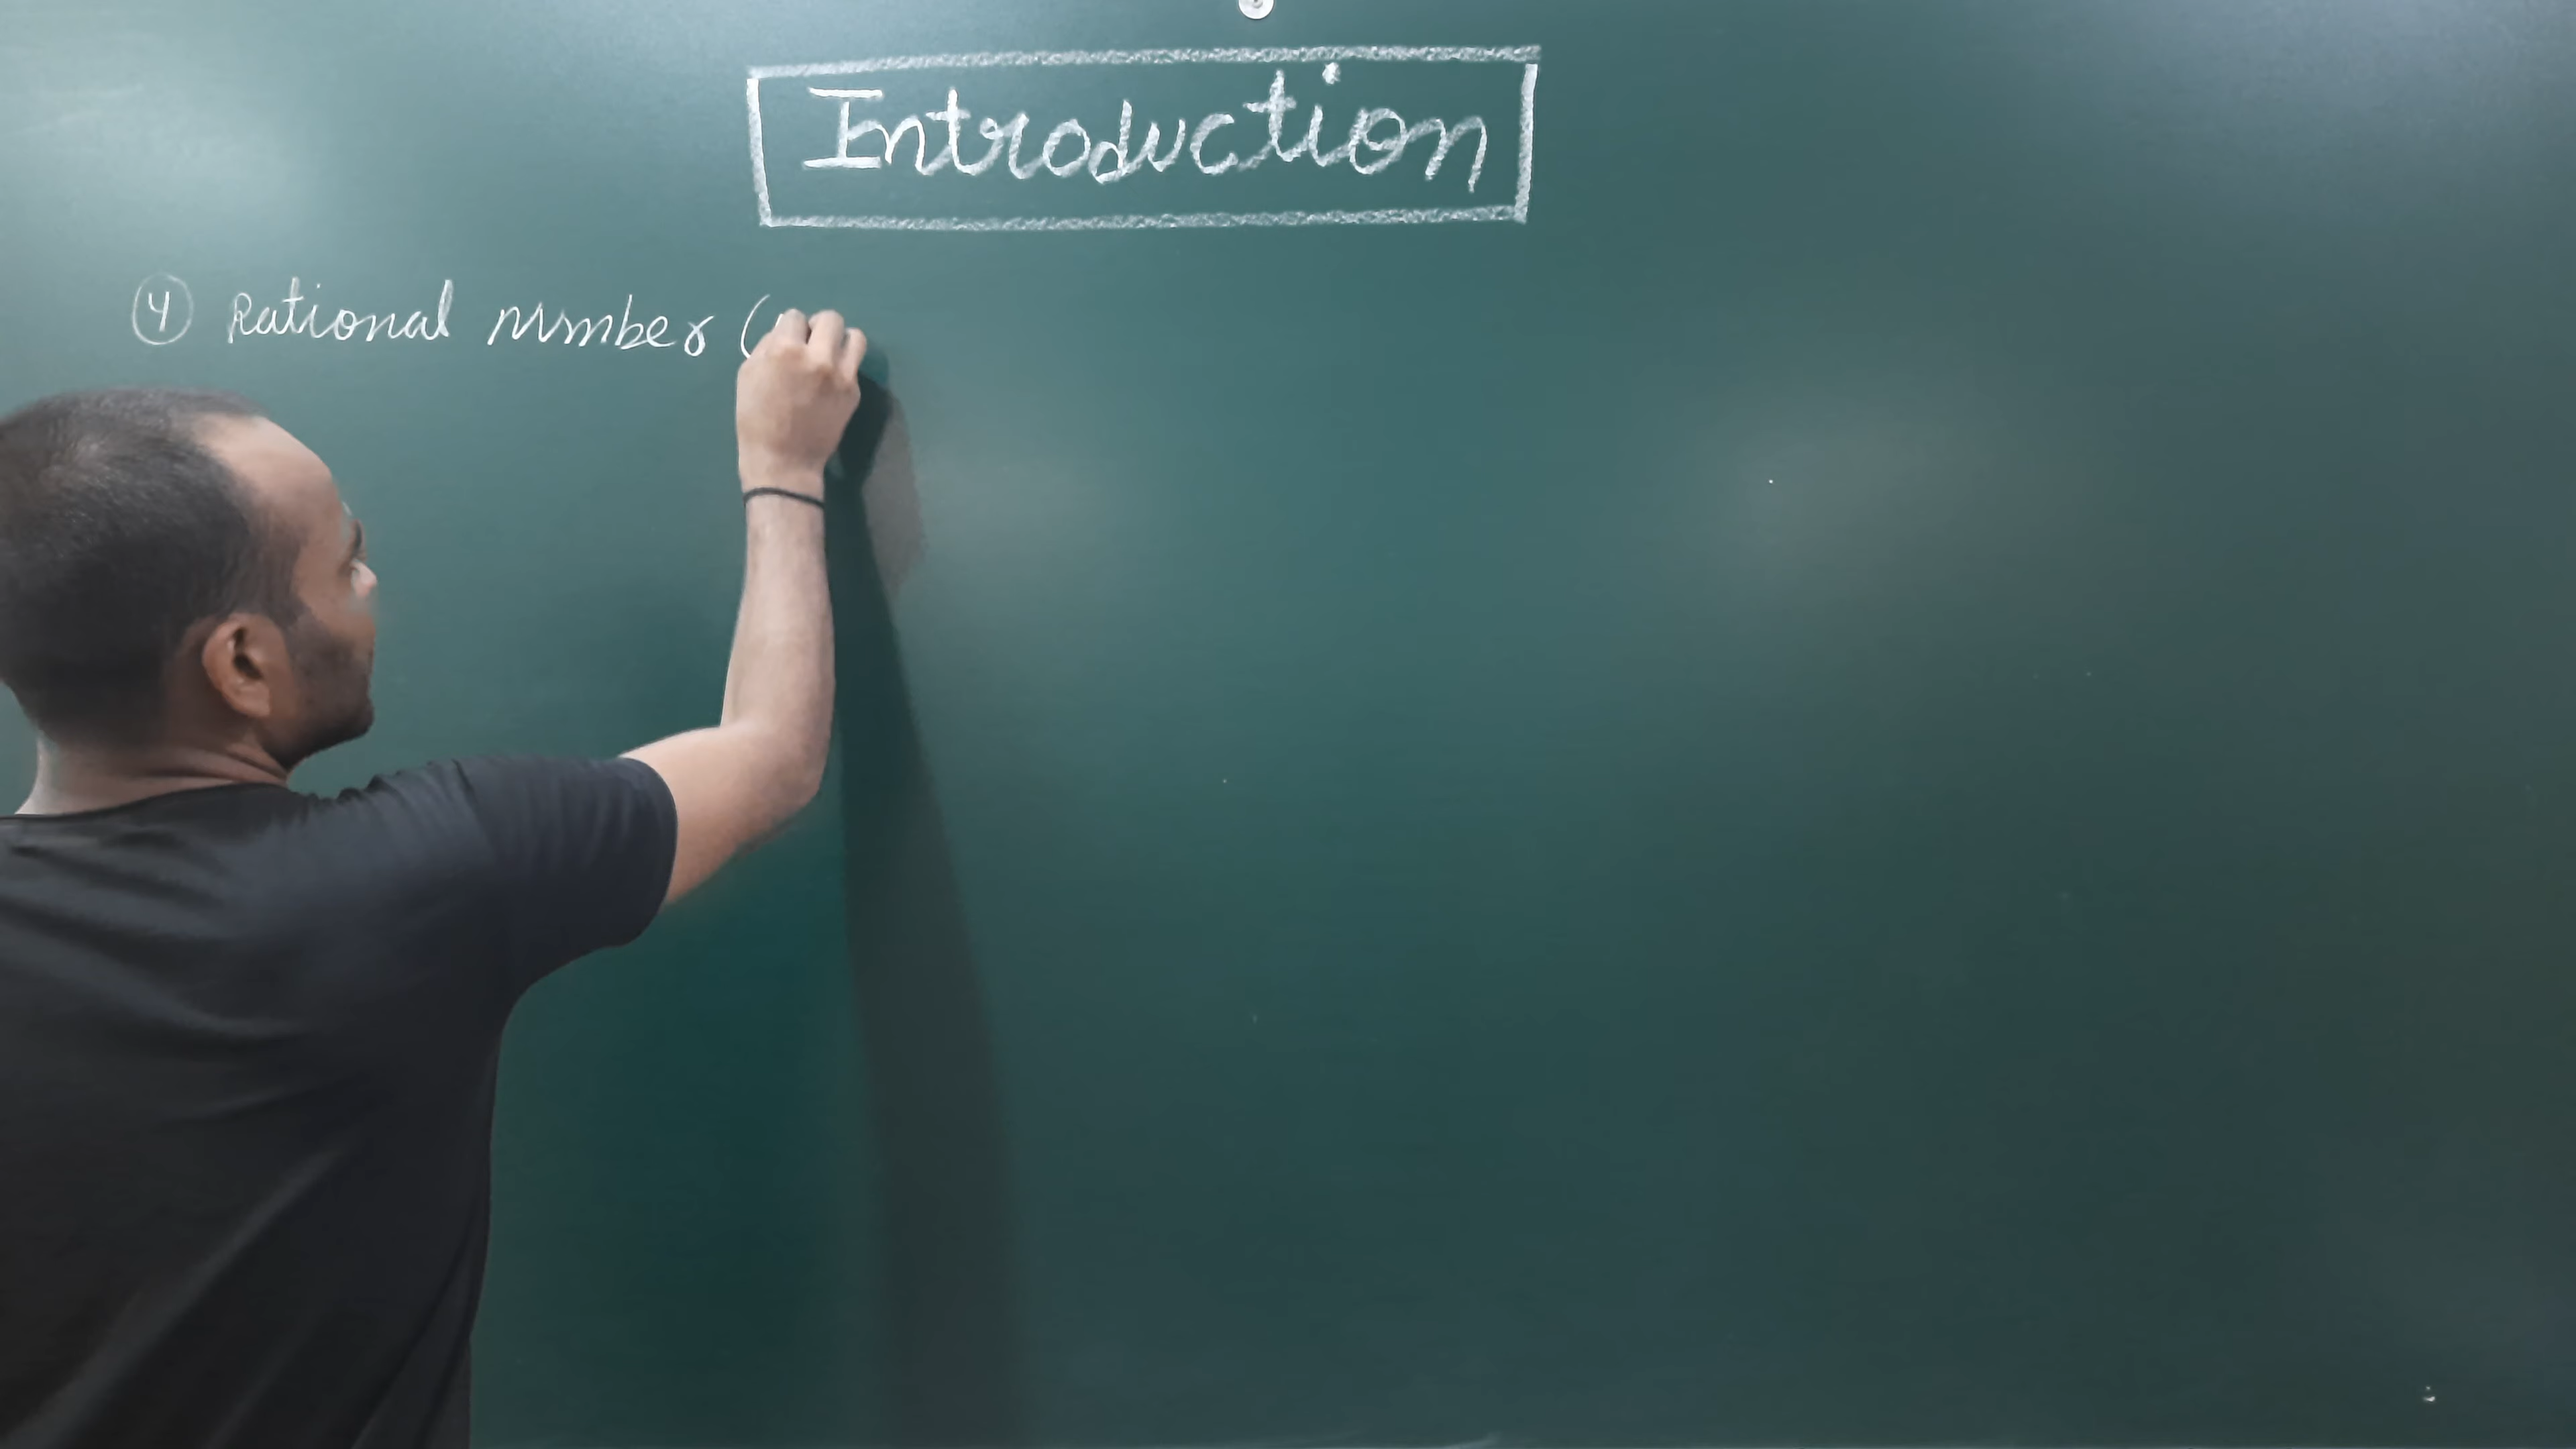 Introduction
④ Rational number (